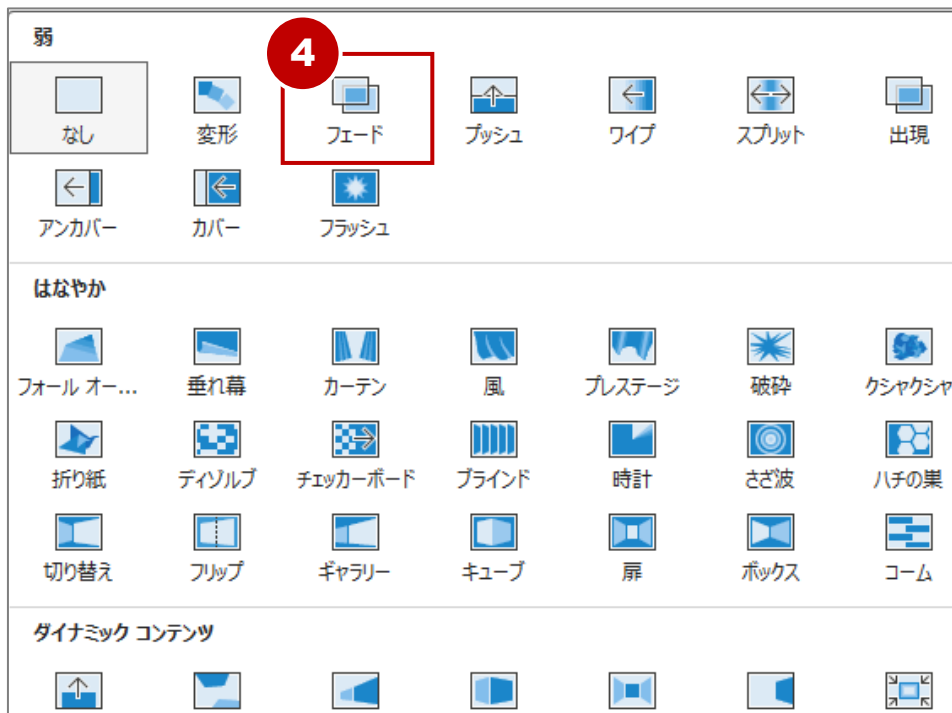 弱
4
なし 変形 フェード プッシュ ワイプ スプリット 出現
アンカバー カバー フラッシュ
はなやか
フォール オー... 垂れ幕 カーテン 風 プレステージ 破砕 クシャクシャ
折り紙 ディゾルブ チェッカーボード ブラインド 時計 さざ波 ハチの巣
切り替え フリップ ギャラリー キューブ 扉 ボックス コーム
ダイナミック コンテンツ